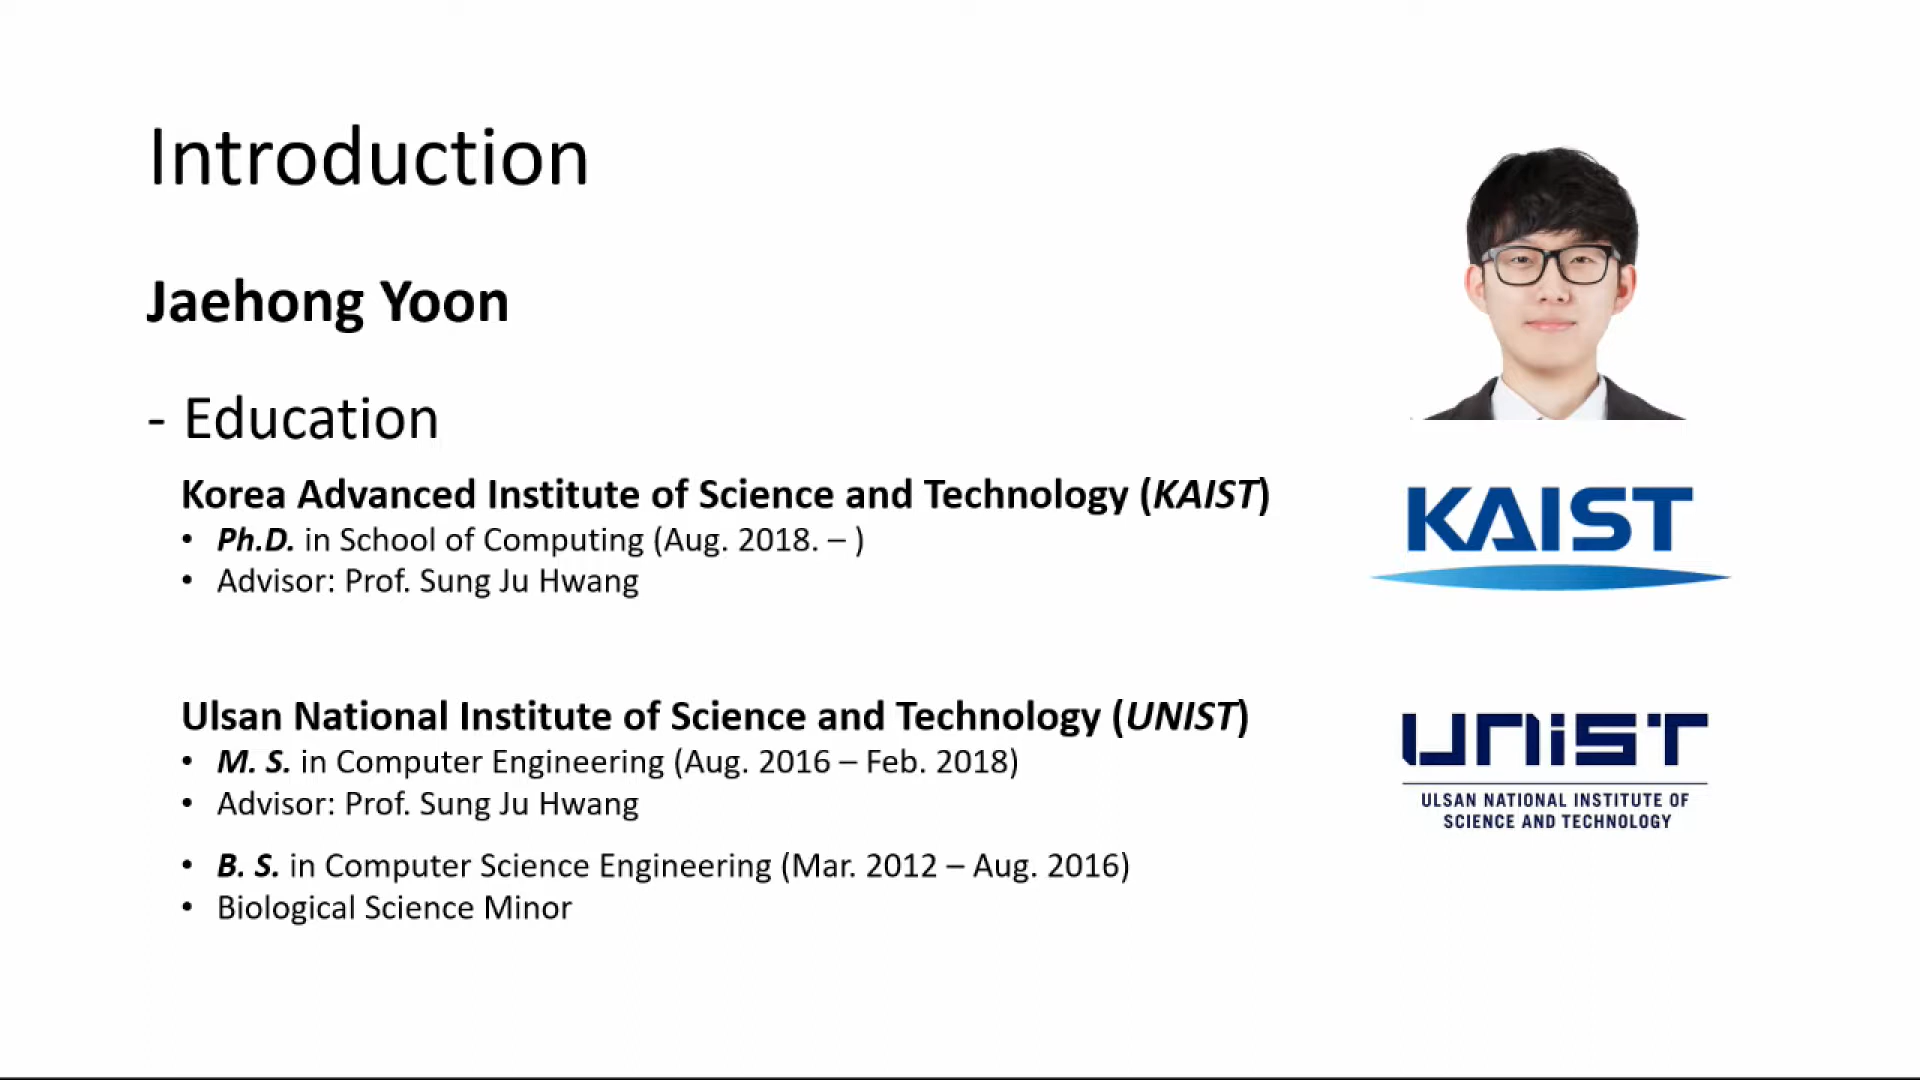 Introduction
Jaehong Yoon
- Education
Korea Advanced Institute of Science and Technology (KAIST)
• Ph.D. in School of Computing (Aug. 2018. – )
• Advisor: Prof. Sung Ju Hwang
KAIST
Ulsan National Institute of Science and Technology (UNIST)
• M. S. in Computer Engineering (Aug. 2016 – Feb. 2018)
• Advisor: Prof. Sung Ju Hwang
• B. S. in Computer Science Engineering (Mar. 2012 – Aug. 2016)
• Biological Science Minor
UNIST
ULSAN NATIONAL INSTITUTE OF
SCIENCE AND TECHNOLOGY